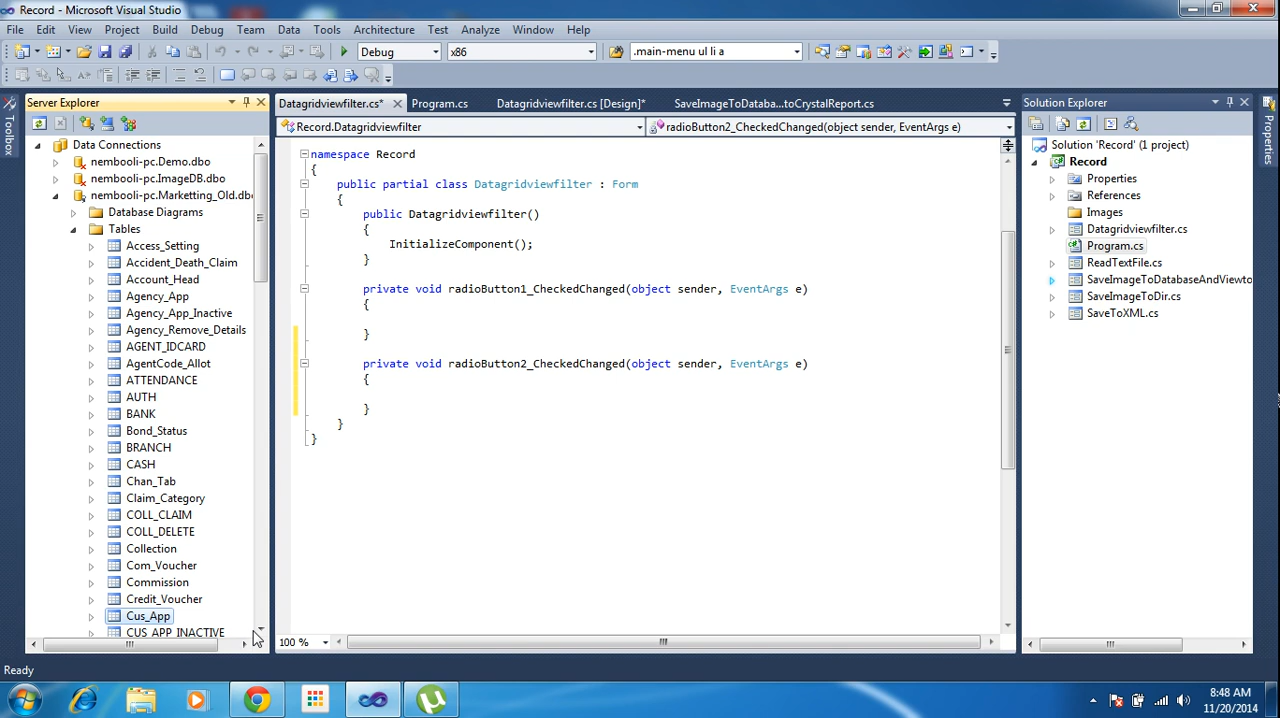 Record - Microsoft Visual Studio
File Edit View Project Build Debug Team Data Tools Architecture Test Analyze Window Help
Debug x86 .main-menu ul li a
Server Explorer
Datagridviewfilter.cs* Program.cs Datagridviewfilter.cs [Design]* SaveImageToDataba...toCrystalReport.cs
Solution Explorer
Toolbox
Properties
Record.Datagridviewfilter
radioButton2_CheckedChanged(object sender, EventArgs e)
Data Connections
nembooli-pc.Demo.dbo
nembooli-pc.ImageDB.dbo
nembooli-pc.Marketting_Old.dbo
Database Diagrams
Tables
Access_Setting
Accident_Death_Claim
Account_Head
Agency_App
Agency_App_Inactive
Agency_Remove_Details
AGENT_IDCARD
AgentCode_Allot
ATTENDANCE
AUTH
BANK
Bond_Status
BRANCH
CASH
Chan_Tab
Claim_Category
COLL_CLAIM
COLL_DELETE
Collection
Com_Voucher
Commission
Credit_Voucher
Cus_App
CUS_APP_INACTIVE
namespace Record
{
public partial class Datagridviewfilter : Form
{
public Datagridviewfilter()
{
InitializeComponent();
}
private void radioButton1_CheckedChanged(object sender, EventArgs e)
{
}
private void radioButton2_CheckedChanged(object sender, EventArgs e)
{
}
}
}
100 %
Solution 'Record' (1 project)
Record
Properties
References
Images
Datagridviewfilter.cs
Program.cs
ReadTextFile.cs
SaveImageToDatabaseAndViewto
SaveImageToDir.cs
SaveToXML.cs
Ready
8:48 AM
11/20/2014